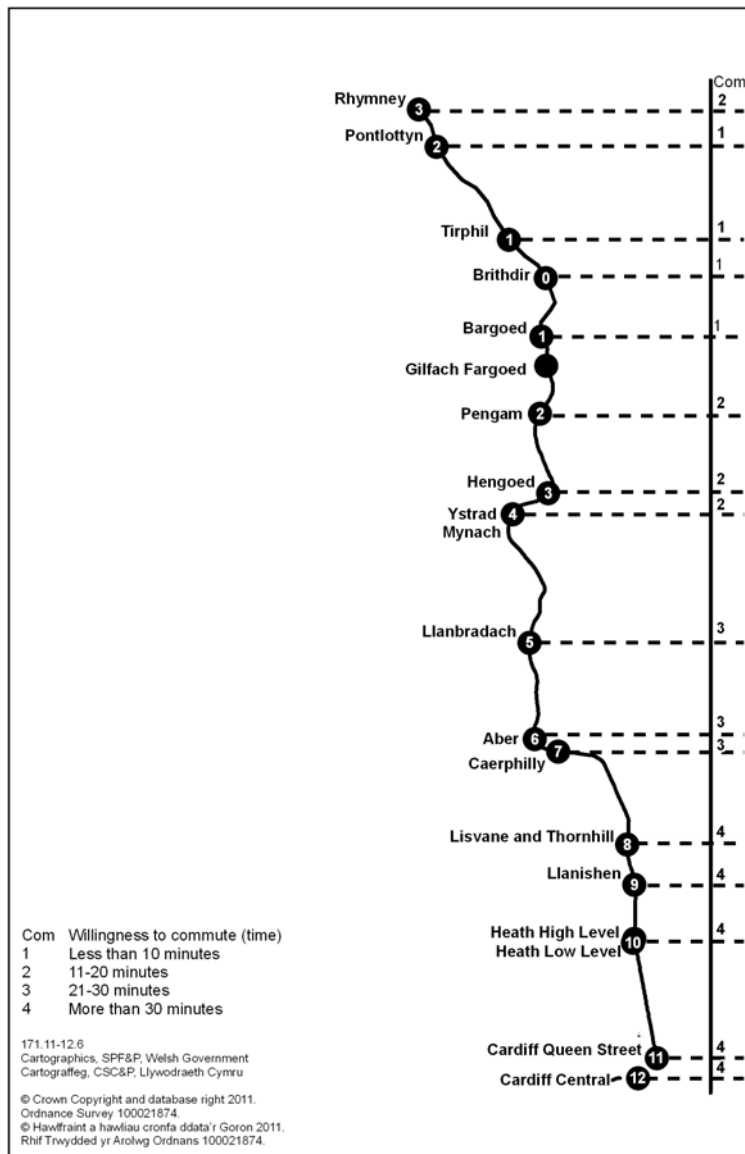 Com
Rhymney 3 2
Pontlottyn 2 1
Tirphil 1 1
Brithdir 0 1
Bargoed 1 1
Gilfach Fargoed
Pengam 2 2
Hengoed 3 2
Ystrad 4 2
Mynach
Llanbradach 5 3
Aber 6 3
Caerphilly 7 3
Lisvane and Thornhill 8 4
Llanishen 9 4
Heath High Level 10 4
Heath Low Level
Cardiff Queen Street 11 4
Cardiff Central 12 4
Com Willingness to commute (time)
1 Less than 10 minutes
2 11-20 minutes
3 21-30 minutes
4 More than 30 minutes
171.11-12.6
Cartographics, SPF&P, Welsh Government
Cartograffeg, CSC&P, Llywodraeth Cymru
© Crown Copyright and database right 2011.
Ordnance Survey 100021874.
© Hawlfraint a hawliau cronfa ddata'r Goron 2011.
Rhif Trwydded yr Arolwg Ordnans 100021874.